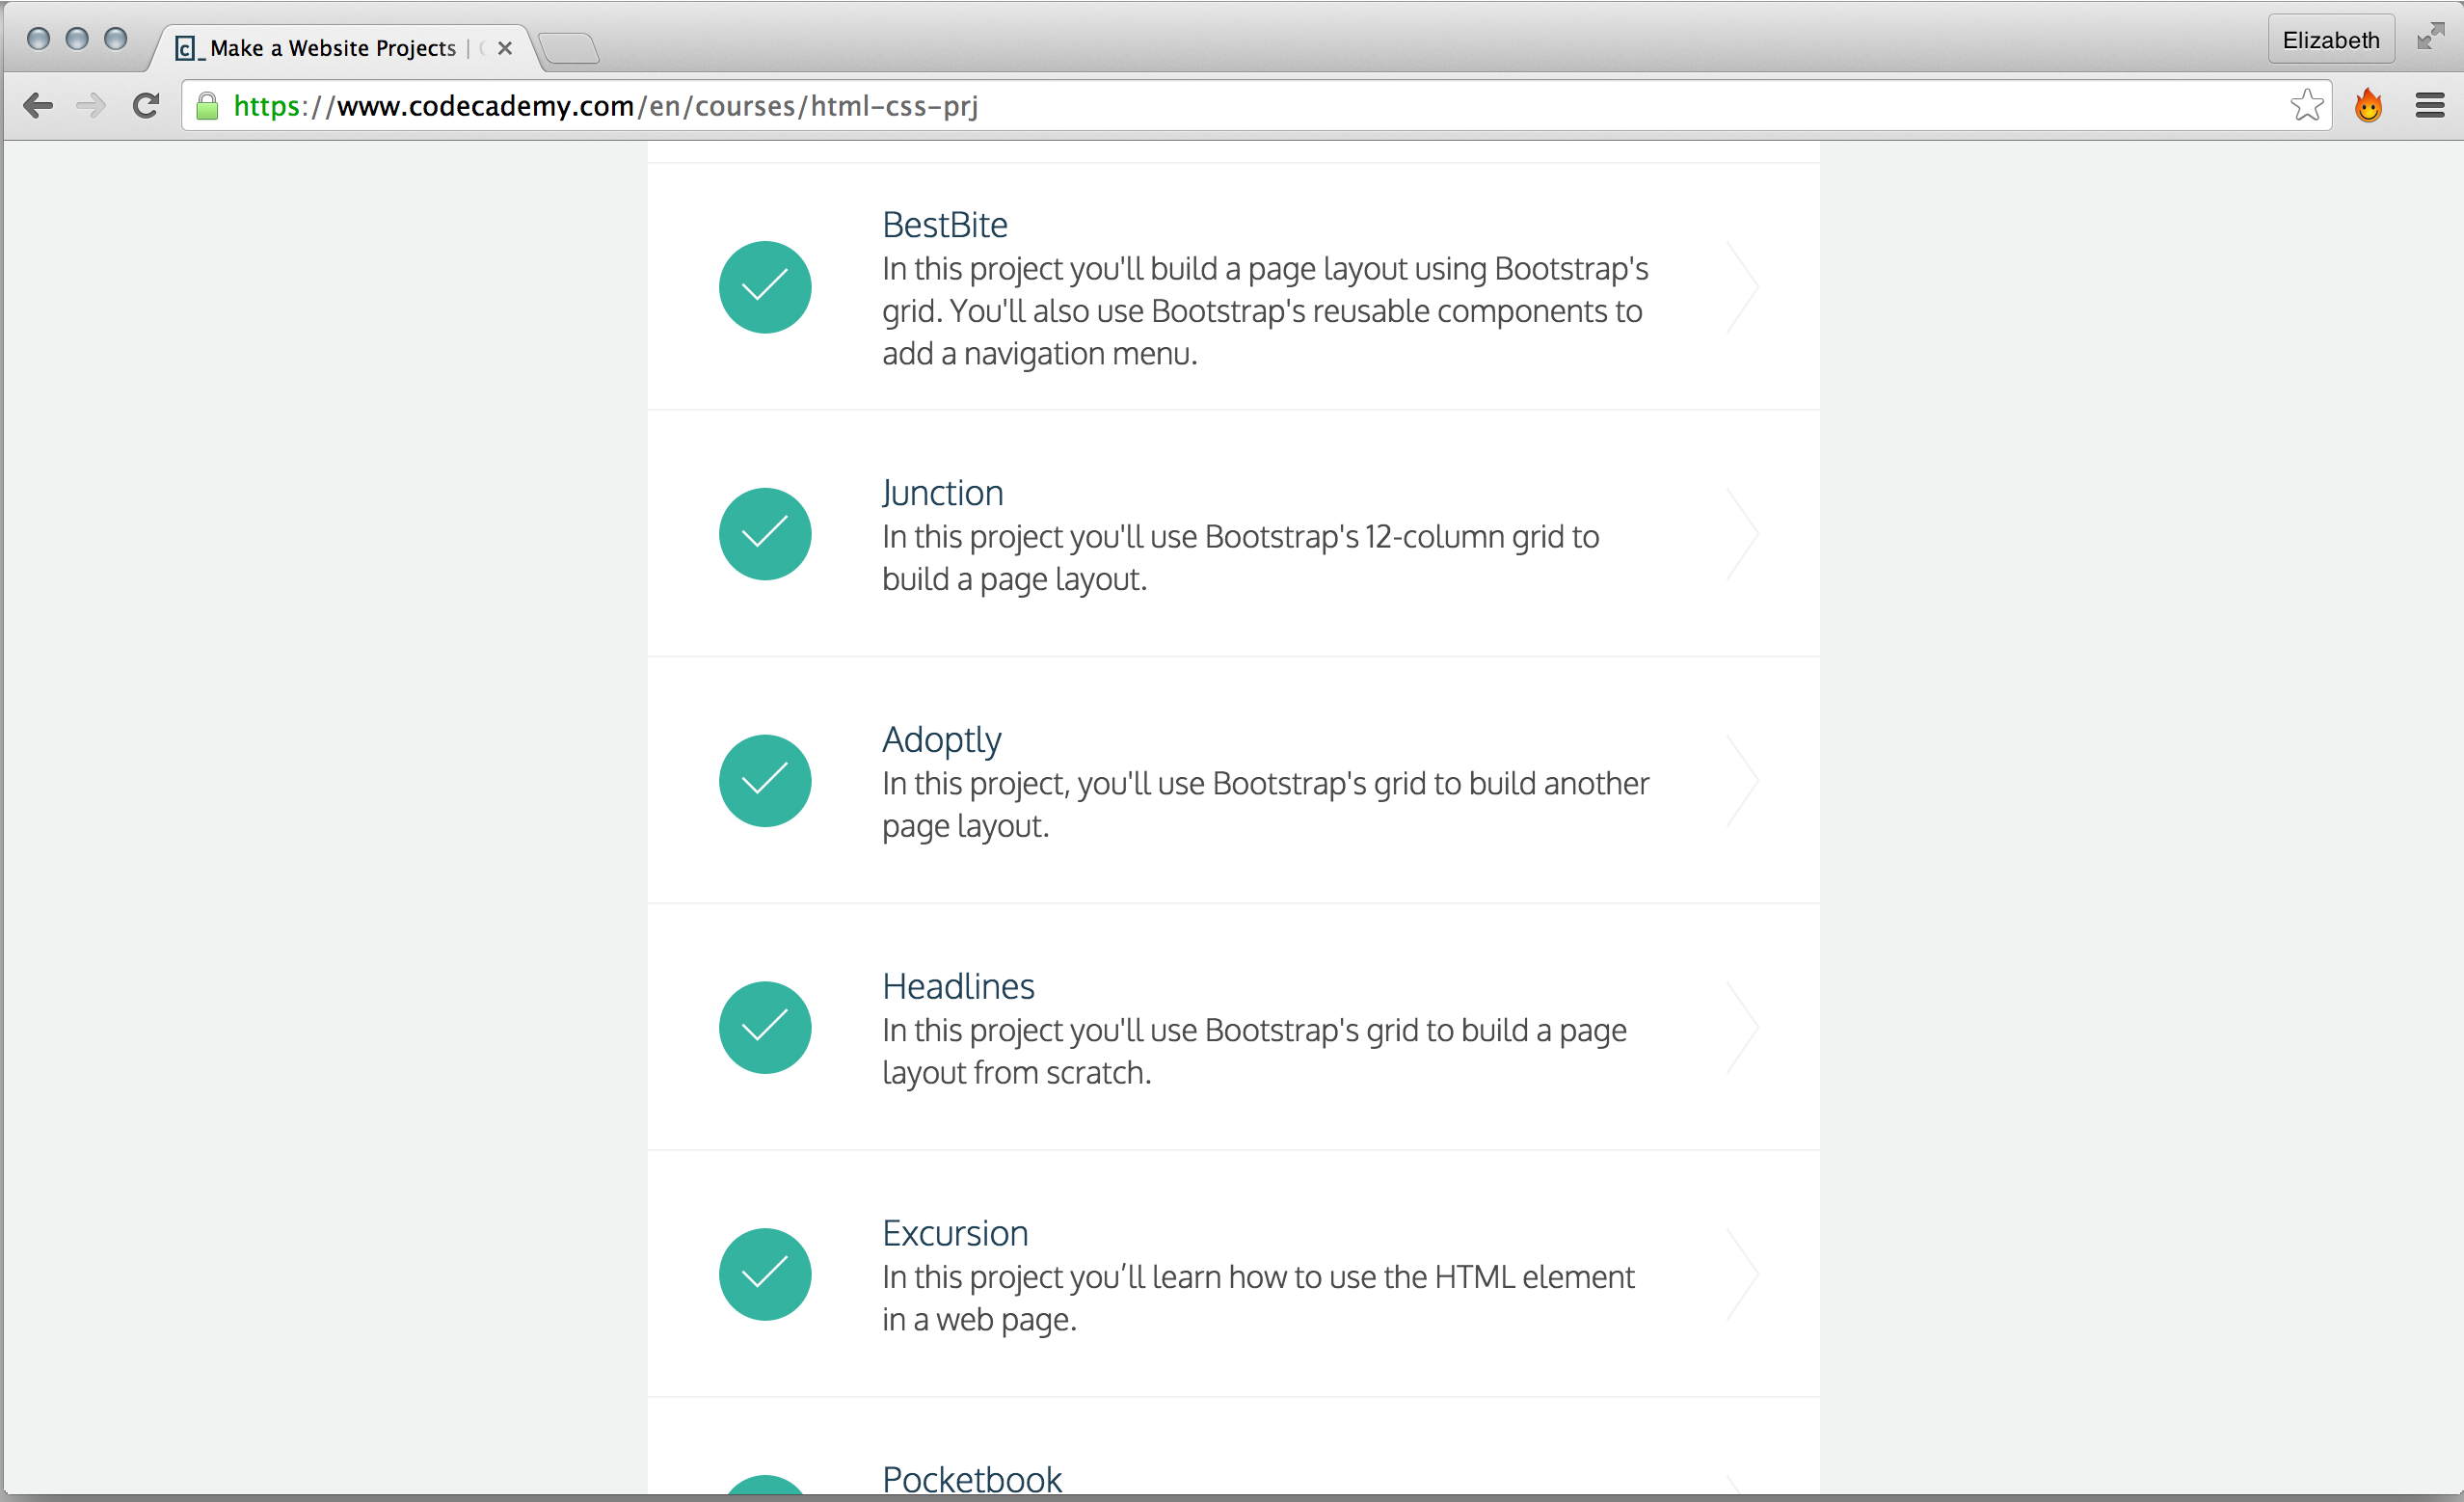 c_ Make a Website Projects |
Elizabeth
https://www.codecademy.com/en/courses/html-css-prj
BestBite
In this project you'll build a page layout using Bootstrap's
grid. You'll also use Bootstrap's reusable components to
add a navigation menu.
Junction
In this project you'll use Bootstrap's 12-column grid to
build a page layout.
Adoptly
In this project, you'll use Bootstrap's grid to build another
page layout.
Headlines
In this project you'll use Bootstrap's grid to build a page
layout from scratch.
Excursion
In this project you’ll learn how to use the HTML element
in a web page.
Pocketbook